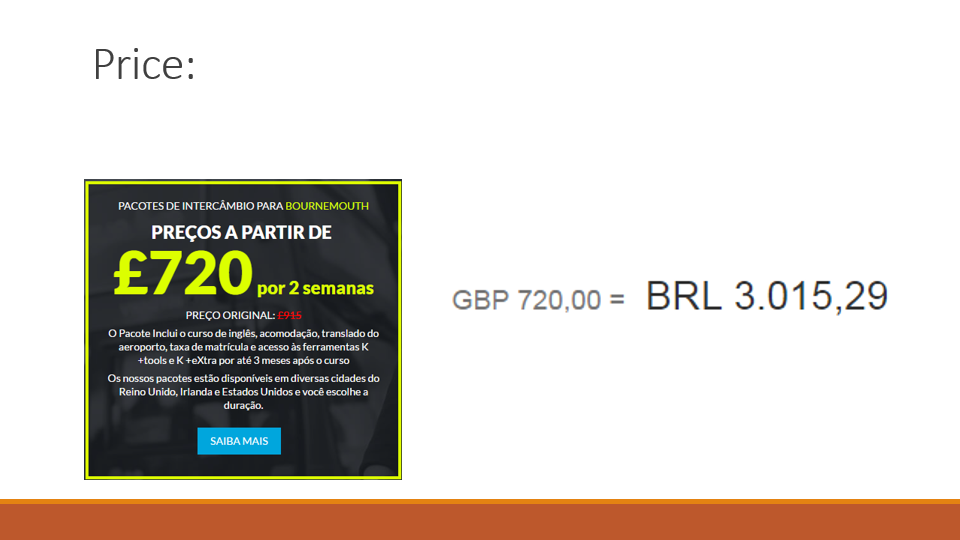 Price:
PACOTES DE INTERCÂMBIO PARA BOURNEMOUTH
PREÇOS A PARTIR DE
£720 por 2 semanas
PREÇO ORIGINAL: £915
O Pacote Inclui o curso de inglês, acomodação, translado do
aeroporto, taxa de matrícula e acesso às ferramentas K
+tools e K +eXtra por até 3 meses após o curso
Os nossos pacotes estão disponíveis em diversas cidades do
Reino Unido, Irlanda e Estados Unidos e você escolhe a
duração.
SAIBA MAIS
GBP 720,00 = BRL 3.015,29